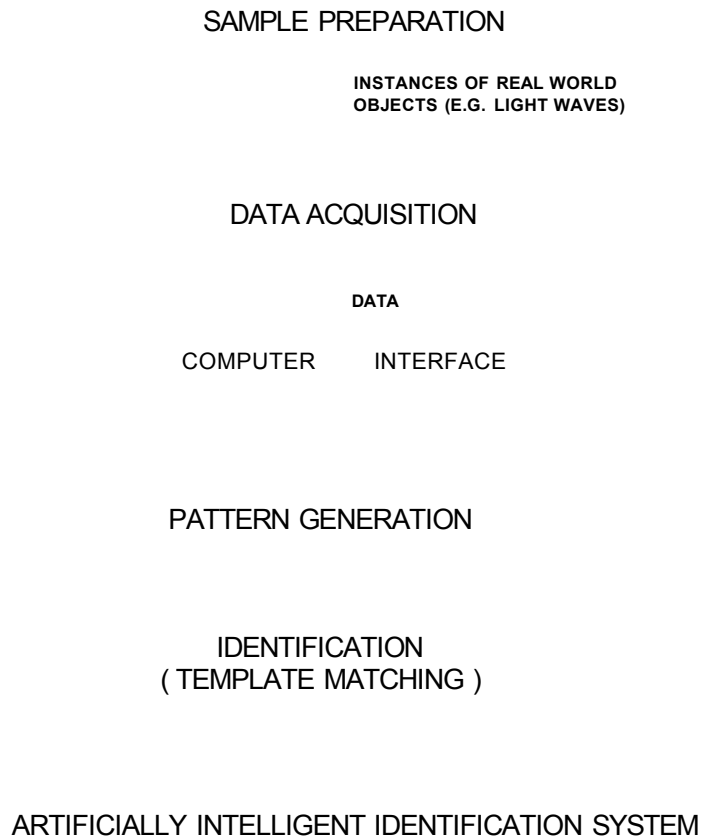 SAMPLE PREPARATION
INSTANCES OF REAL WORLD
OBJECTS (E.G. LIGHT WAVES)
DATA ACQUISITION
DATA
COMPUTER INTERFACE
PATTERN GENERATION
IDENTIFICATION
( TEMPLATE MATCHING )
ARTIFICIALLY INTELLIGENT IDENTIFICATION SYSTEM